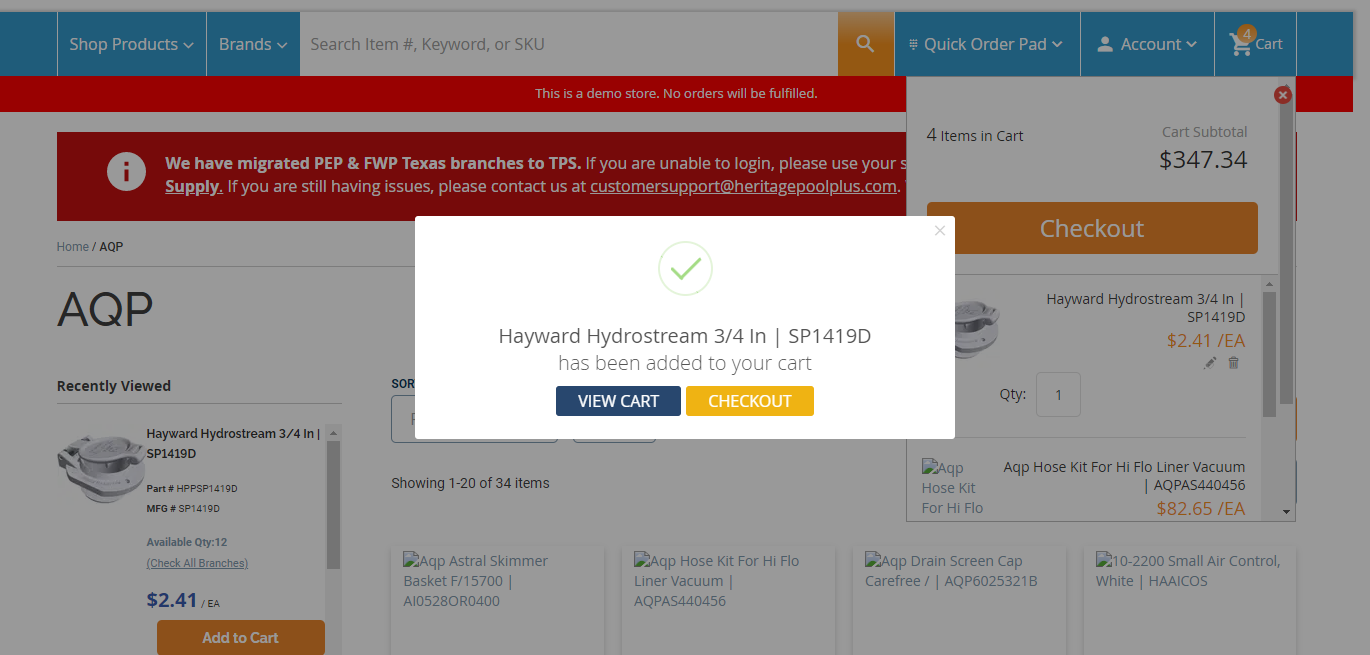 Shop Products
Brands
Search Item #, Keyword, or SKU
Quick Order Pad
Account
4
Cart
This is a demo store. No orders will be fulfilled.
We have migrated PEP & FWP Texas branches to TPS. If you are unable to login, please use your s
Supply. If you are still having issues, please contact us at customersupport@heritagepoolplus.com.
4 Items in Cart
Cart Subtotal
$347.34
Checkout
Hayward Hydrostream 3/4 In |
SP1419D
$2.41 /EA
Qty:
1
Aqp
Hose Kit
For Hi Flo
Aqp Hose Kit For Hi Flo Liner Vacuum
| AQPAS440456
$82.65 /EA
Hayward Hydrostream 3/4 In | SP1419D
has been added to your cart
VIEW CART
CHECKOUT
Home / AQP
AQP
Recently Viewed
Hayward Hydrostream 3/4 In |
SP1419D
Part # HPPSP1419D
MFG # SP1419D
Available Qty:12
(Check All Branches)
$2.41 / EA
Add to Cart
SOR
Showing 1-20 of 34 items
Aqp Astral Skimmer
Basket F/15700 |
AI0528OR0400
Aqp Hose Kit For Hi Flo
Liner Vacuum |
AQPAS440456
Aqp Drain Screen Cap
Carefree / | AQP6025321B
10-2200 Small Air Control,
White | HAAICOS